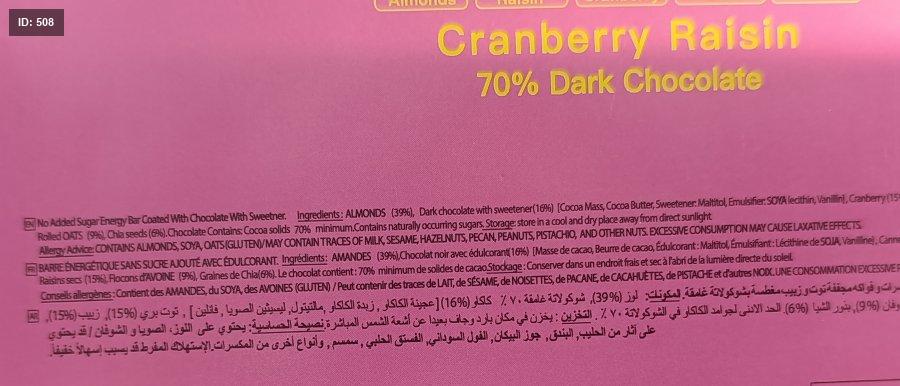 ID: 508
Almonds Raisin Cranberry
Cranberry Raisin
70% Dark Chocolate
EN No Added Sugar Energy Bar Coated With Chocolate With Sweetner. Ingredients: ALMONDS (39%), Dark chocolate with sweetener(16%) [Cocoa Mass, Cocoa Butter, Sweetener: Maltitol, Emulsifier: SOYA lecithin, Vanillin], Cranberry (15
Rolled OATS (9%), Chia seeds (6%).Chocolate Contains: Cocoa solids 70% minimum.Contains naturally occurring sugars. Storage: store in a cool and dry place away from direct sunlight.
Allergy Advice: CONTAINS ALMONDS, SOYA, OATS (GLUTEN)/MAY CONTAIN TRACES OF MILK, SESAME, HAZELNUTS, PECAN, PEANUTS, PISTACHIO, AND OTHER NUTS. EXCESSIVE CONSUMPTION MAY CAUSE LAXATIVE EFFECTS.
FR BARRE ÉNERGÉTIQUE SANS SUCRE AJOUTÉ AVEC ÉDULCORANT. Ingrédients: AMANDES (39%),Chocolat noir avec édulcorant(16%) [Masse de cacao, Beurre de cacao, Édulcorant : Maltitol, Émulsifiant : Lécithine de SOJA, Vanilline],
Raisins secs (15%), Flocons d'AVOINE (9%), Graines de Chia(6%). Le chocolat contient : 70% minimum de solides de cacao.Stockage : Conserver dans un endroit frais et sec à l'abri de la lumière directe du soleil.
Conseils allergènes : Contient des AMANDES, du SOYA, des AVOINES (GLUTEN) / Peut contenir des traces de LAIT, de SÉSAME, de NOISETTES, de PACANE, de CACAHUÈTES, de PISTACHE et d'autres NOIX. UNE CONSOMMATION EXCESSIVE
AR وفواكه مجففة توت وزبيب مغطسة بشوكولاتة غامقة. المكونات: لوز (39%)، شوكولاتة غامقة ٧٠٪ كاكاو (16%) [عجينة الكاكاو , زبدة الكاكاو , مالتيتول, ليسيثين الصويا , فانلين ] , توت بري (15%), زبيب (15%),
(9%), بذور الشيا (6%) الحد الادنى لجوامد الكاكاو في الشوكولاتة ٧٠٪ . التخزين : يخزن في مكان بارد وجاف بعيدا عن أشعة الشمس المباشرة نصيحة الحساسية: يحتوي على اللوز، الصويا و الشوفان / قد يحتوي
على آثار من الحليب, البندق, جوز البيكان, الفول السوداني, الفستق الحلبي , سمسم , وأنواع أخرى من المكسرات.الإستهلاك المفرط قد يسبب إسهالا خفيفاً.